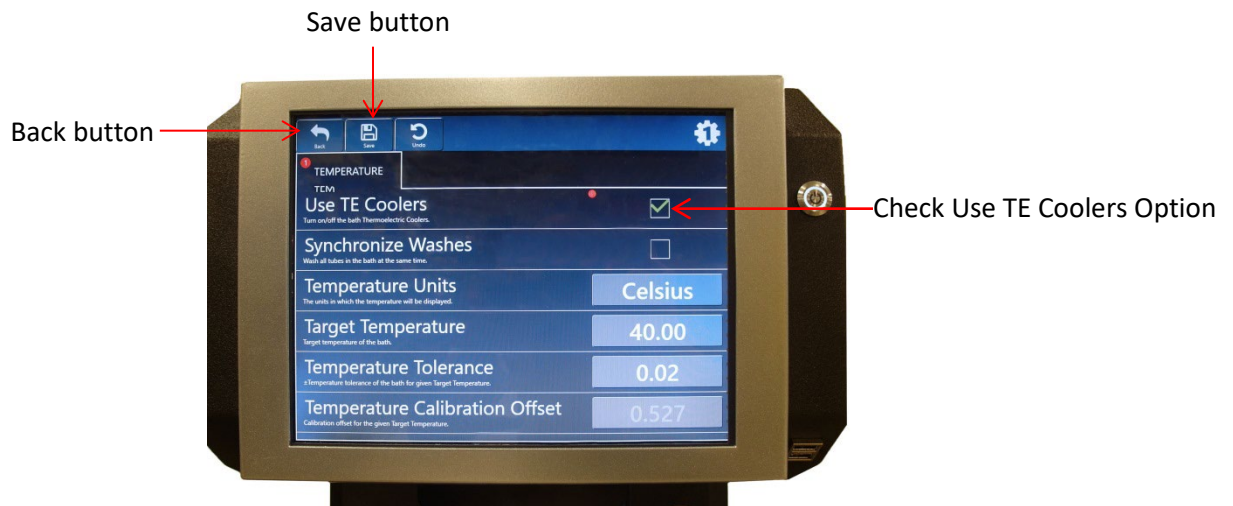 Save button
Back button
Back
Save
Undo
1
1
TEMPERATURE
TEM
Use TE Coolers
Turn on/off the bath Thermoelectric Coolers.
Check Use TE Coolers Option
Synchronize Washes
Wash all tubes in the bath at the same time.
Temperature Units
Celsius
The units in which the temperature will be displayed.
Target Temperature
40.00
Target temperature of the bath.
Temperature Tolerance
0.02
±Temperature tolerance of the bath for given Target Temperature.
Temperature Calibration Offset
0.527
Calibration offset for the given Target Temperature.